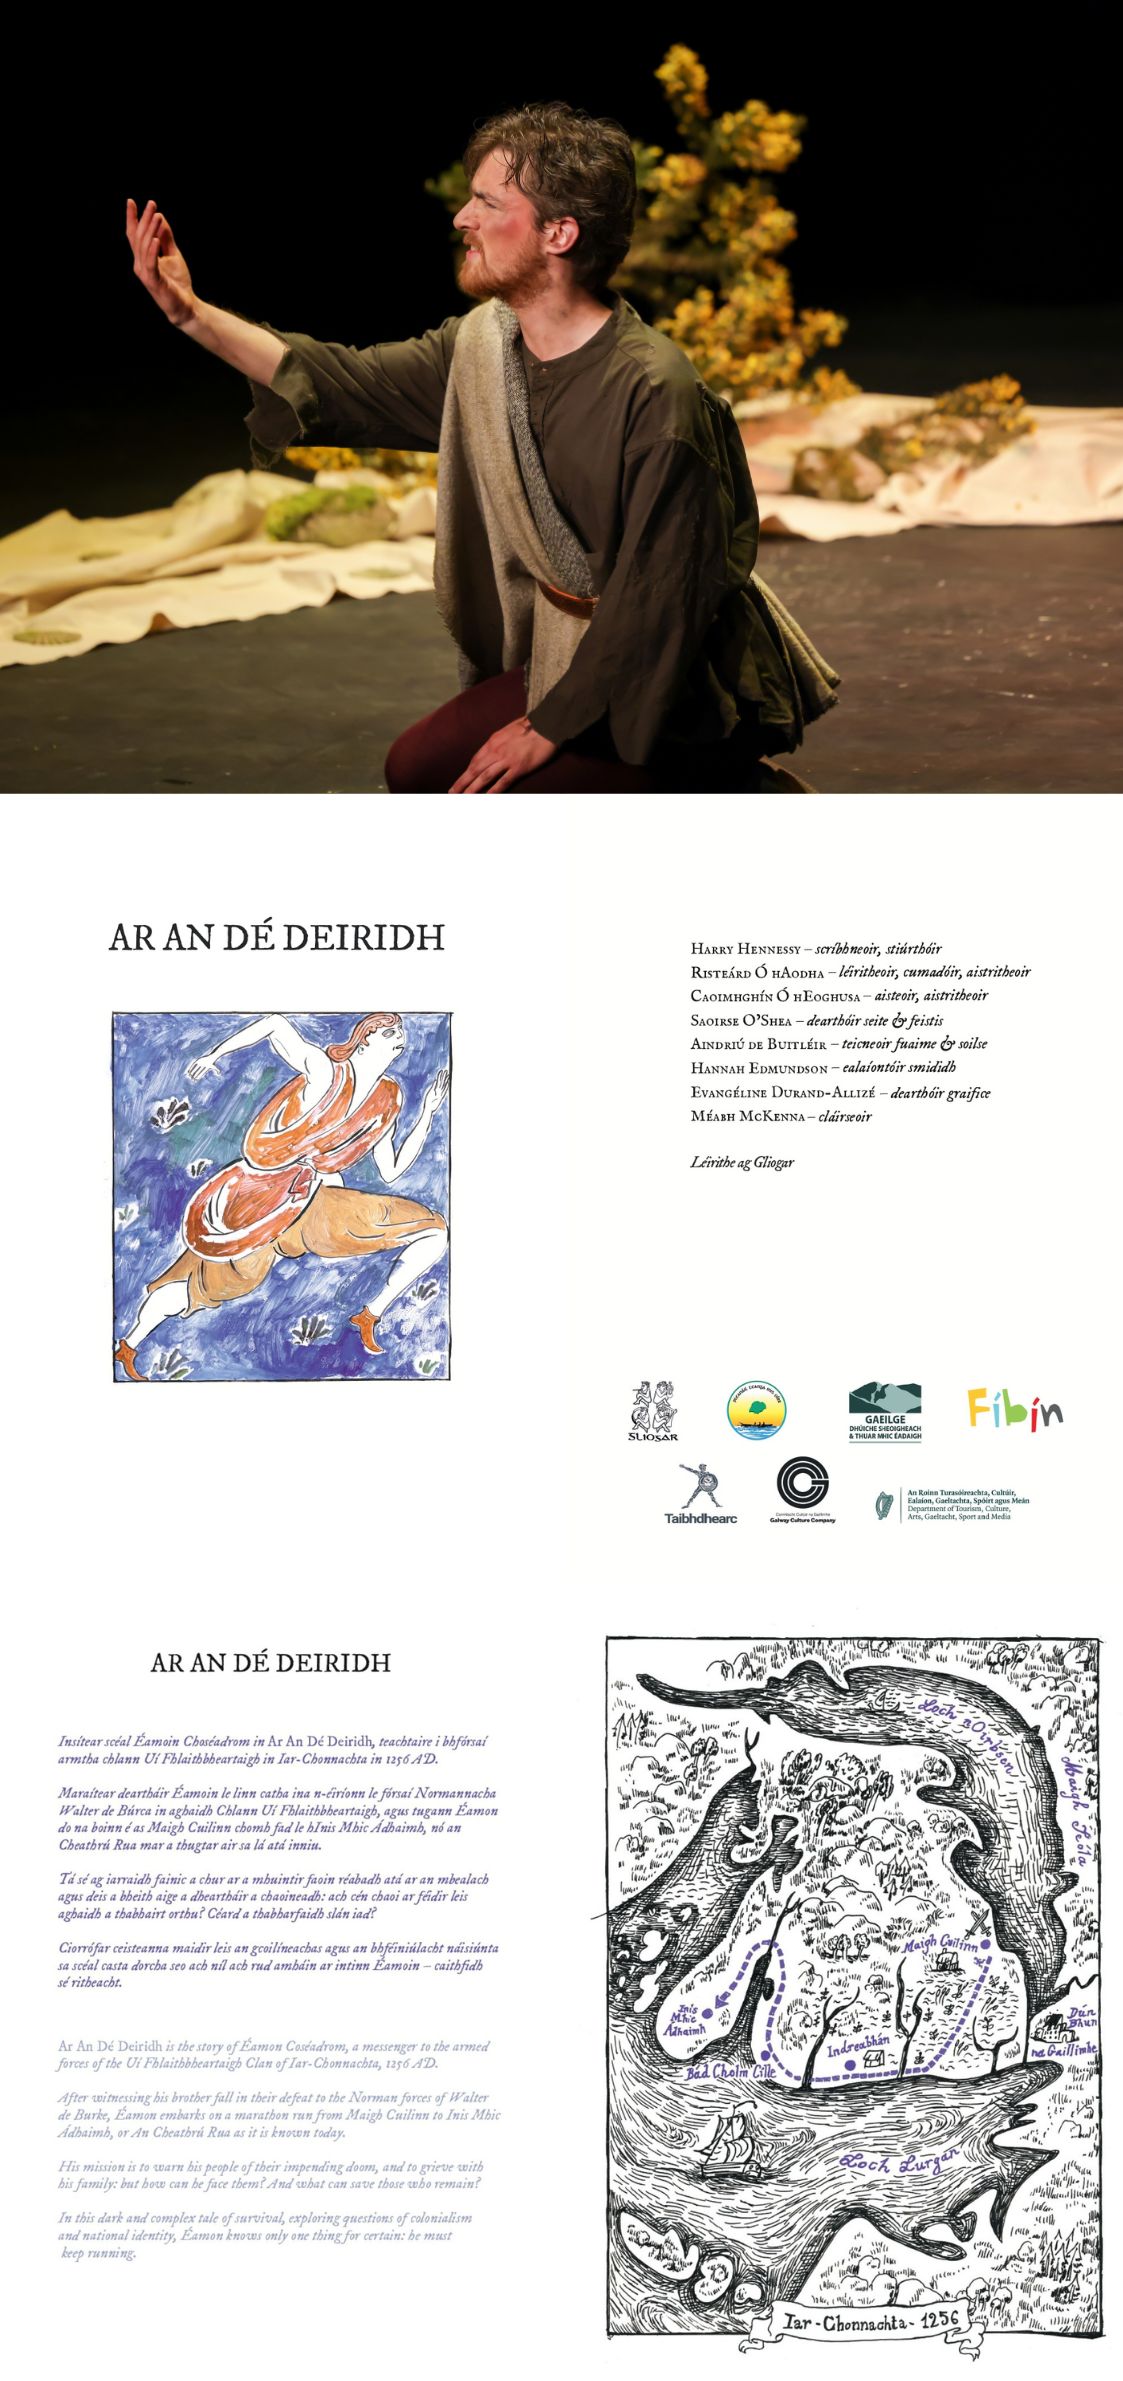 AR AN DÉ DEIRIDH
Harry Hennessy – scríbhneoir, stiúrthóir
Risteárd Ó hAodha – léiritheoir, cumadóir, aistritheoir
Caoimhghín Ó hEoghusa – aisteoir, aistritheoir
Saoirse O'Shea – dearthóir seite & feistis
Aindriú de Buitléir – teicneoir fuaime & soilse
Hannah Edmundson – ealaíontóir smididh
Evangéline Durand-Allizé – dearthóir graifice
Méabh McKenna – cláirseoir
Léirithe ag Gliogar
GLIOGAR
GAEILGE
DHÚICHE SHEOIGHEACH
& THUAR MHIC ÉADAIGH
Fíbín
Taibhdhearc
Galway Culture Company
An Roinn Turasóireachta, Cultúir,
Ealaíon, Gaeltachta, Spóirt agus Meán
Department of Tourism, Culture,
Arts, Gaeltacht, Sport and Media
AR AN DÉ DEIRIDH
Insítear scéal Éamoin Choséadrom in Ar An Dé Deiridh, teachtaire i bhfórsaí
armtha chlann Uí Fhlaithbheartaigh in Iar-Chonnachta in 1256 AD.
Maraítear deartháir Éamoin le linn catha ina n-éiríonn le fórsaí Normannacha
Walter de Búrca in aghaidh Chlann Uí Fhlaithbheartaigh, agus tugann Éamon
do na boinn é as Maigh Cuilinn chomh fad le hInis Mhic Ádhaimh, nó an
Cheathrú Rua mar a thugtar air sa lá atá inniu.
Tá sé ag iarraidh fainic a chur ar a mhuintir faoin réabadh atá ar an mbealach
agus deis a bheith aige a dheartháir a chaoineadh: ach cén chaoi ar féidir leis
aghaidh a thabhairt orthu? Céard a thabharfaidh slán iad?
Ciorrófar ceisteanna maidir leis an gcoilíneachas agus an bhféiniúlacht náisiúnta
sa scéal casta dorcha seo ach níl ach rud amháin ar intinn Éamoin – caithfidh
sé ritheacht.
Ar An Dé Deiridh is the story of Éamon Coséadrom, a messenger to the armed
forces of the Uí Fhlaithbheartaigh Clan of Iar-Chonnachta, 1256 AD.
After witnessing his brother fall in their defeat to the Norman forces of Walter
de Burke, Éamon embarks on a marathon run from Maigh Cuilinn to Inis Mhic
Ádhaimh, or An Cheathrú Rua as it is known today.
His mission is to warn his people of their impending doom, and to grieve with
his family: but how can he face them? And what can save those who remain?
In this dark and complex tale of survival, exploring questions of colonialism
and national identity, Éamon knows only one thing for certain: he must
keep running.
Loch nOirbsen
Maigh Seóla
Maigh Cuilinn
Inis
Mhic
Ádhaimh
Dún
Bhun
na Gaillimhe
Indreabhán
Bád Cholm Cille
Loch Lurgan
Iar-Chonnachta-1256